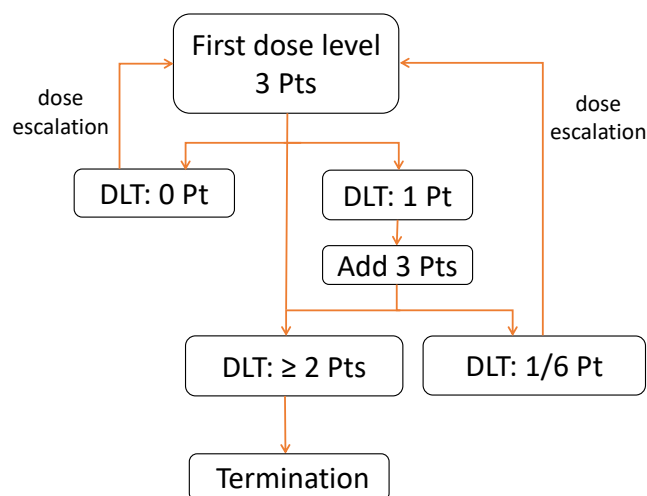 First dose level
3 Pts
dose
escalation
dose
escalation
DLT: 0 Pt
DLT: 1 Pt
Add 3 Pts
DLT: ≥ 2 Pts
DLT: 1/6 Pt
Termination